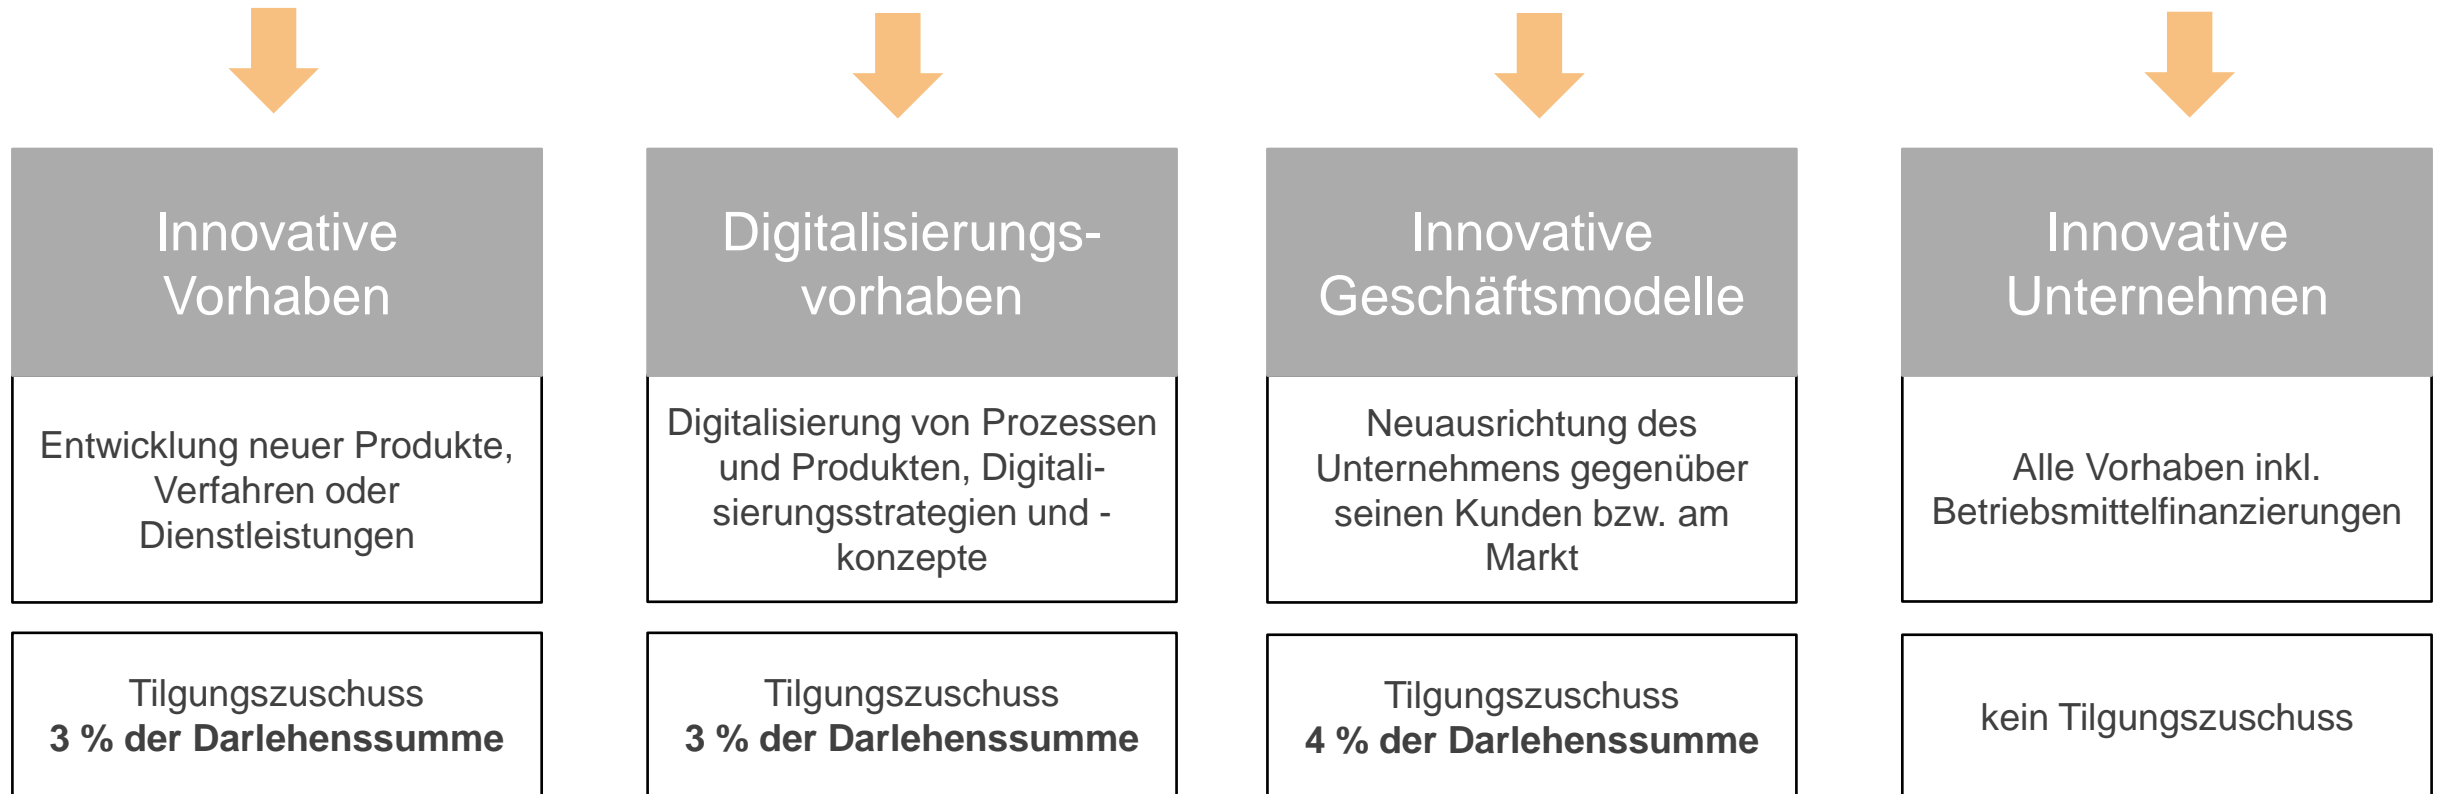 Innovative
Vorhaben
Entwicklung neuer Produkte,
Verfahren oder
Dienstleistungen
Tilgungszuschuss
3 % der Darlehenssumme
Digitalisierungs-
vorhaben
Digitalisierung von Prozessen
und Produkten, Digitali-
sierungsstrategien und -
konzepte
Tilgungszuschuss
3 % der Darlehenssumme
Innovative
Geschäftsmodelle
Neuausrichtung des
Unternehmens gegenüber
seinen Kunden bzw. am
Markt
Tilgungszuschuss
4 % der Darlehenssumme
Innovative
Unternehmen
Alle Vorhaben inkl.
Betriebsmittelfinanzierungen
kein Tilgungszuschuss